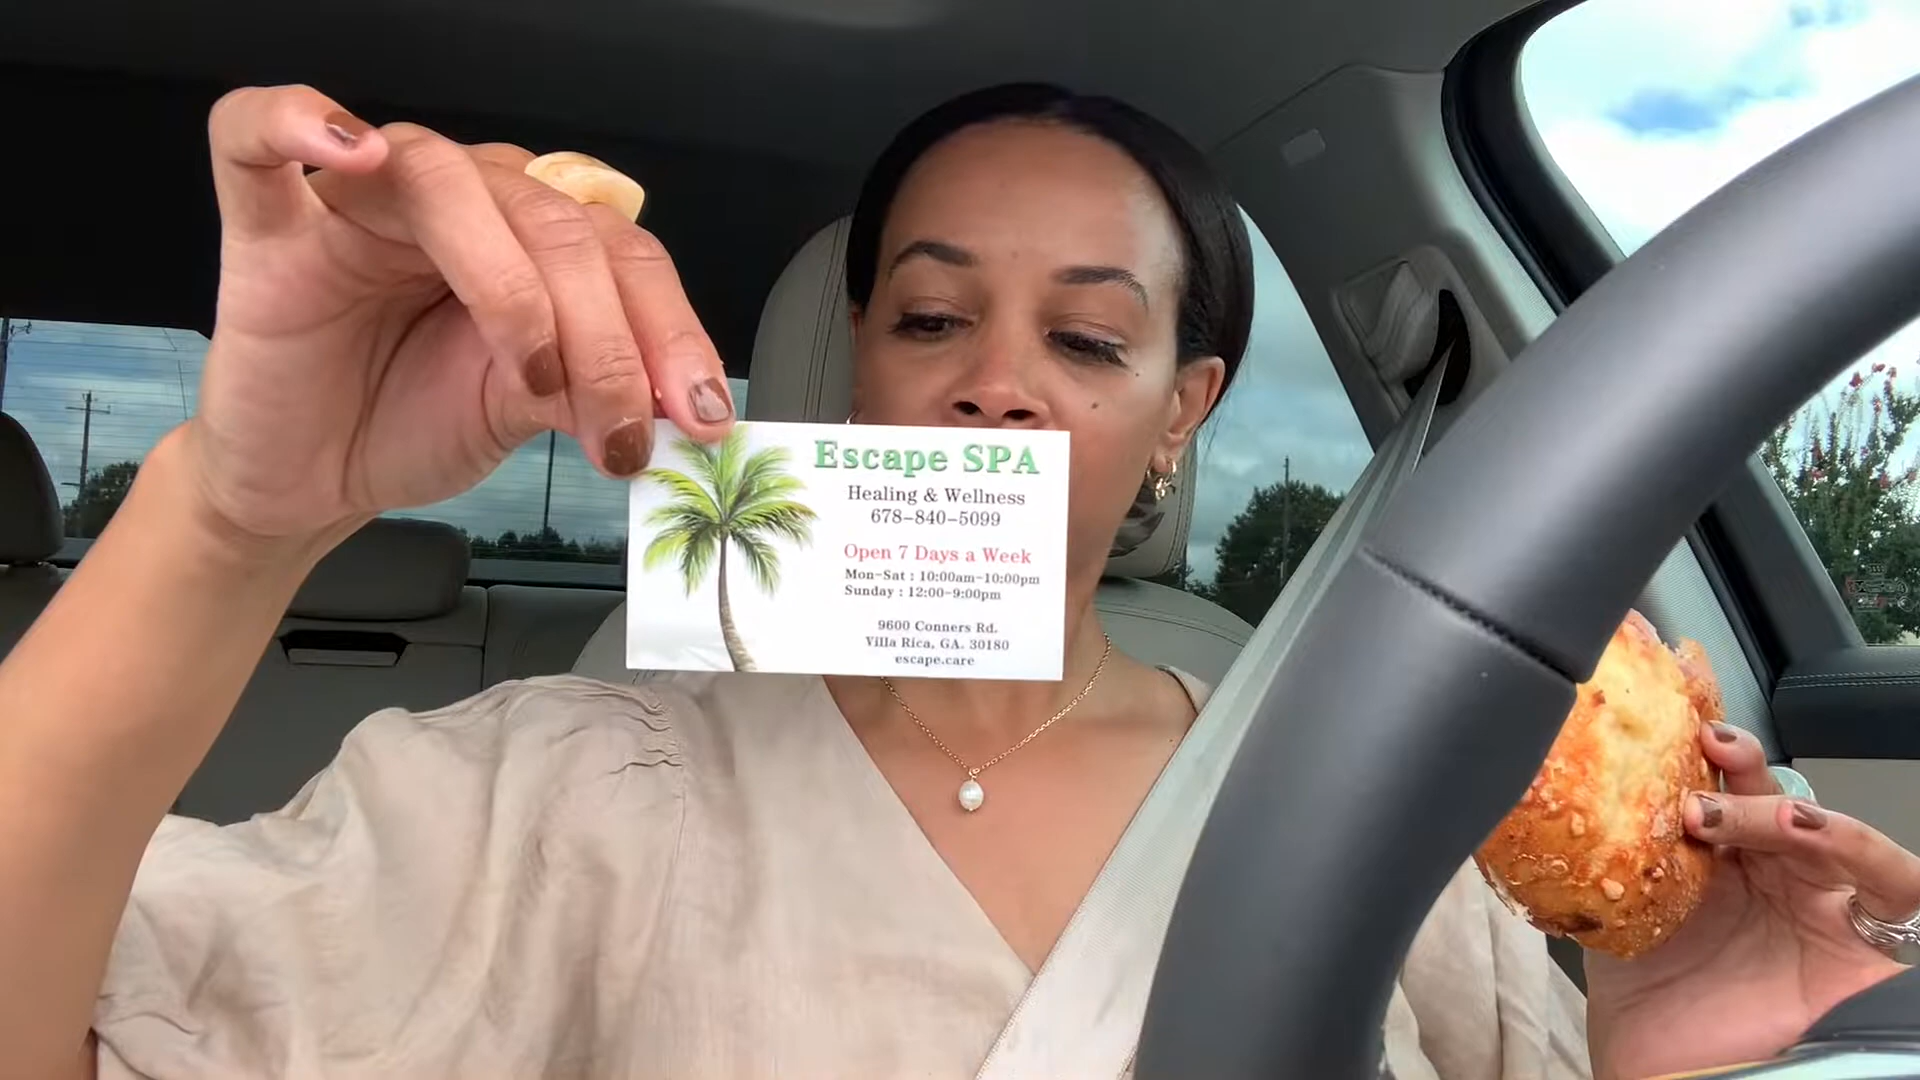 Escape SPA
Healing & Wellness
678-840-5099
Open 7 Days a Week
Mon-Sat : 10:00am-10:00pm
Sunday : 12:00-9:00pm
9600 Conners Rd.
Villa Rica, GA. 30180
escape.care